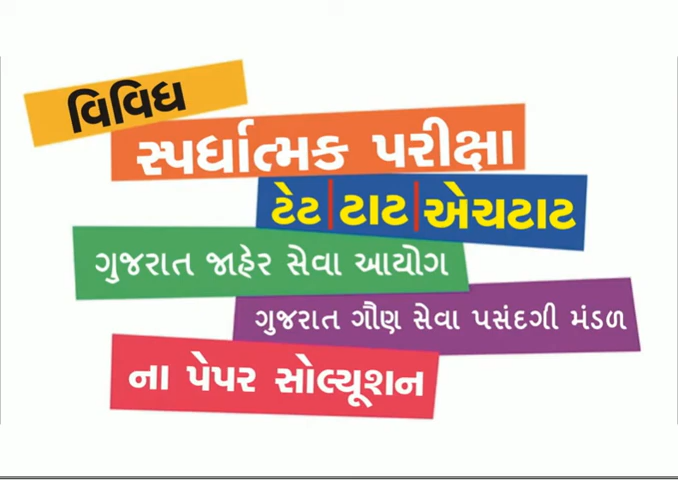 વિવિધ
સ્પર્ધાત્મક પરીક્ષા
ટેટ|ટાટ|એચટાટ
ગુજરાત જાહેર સેવા આયોગ
ગુજરાત ગૌણ સેવા પસંદગી મંડળ
ના પેપર સોલ્યૂશન